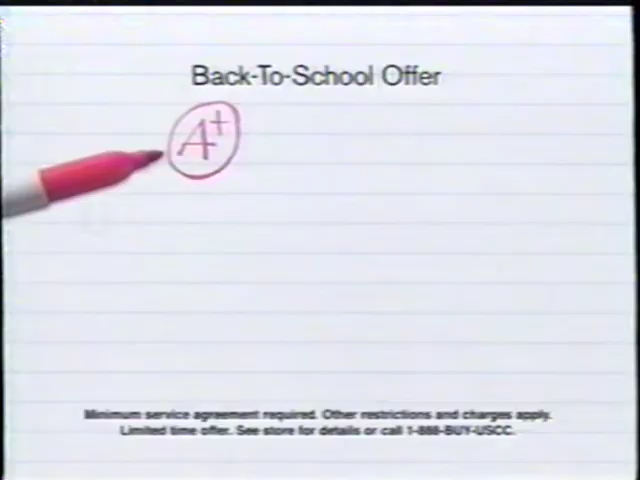 Back-To-School Offer
A+
Minimum service agreement required. Other restrictions and charges apply.
Limited time offer. See store for details or call 1-888-BUY-USCC.